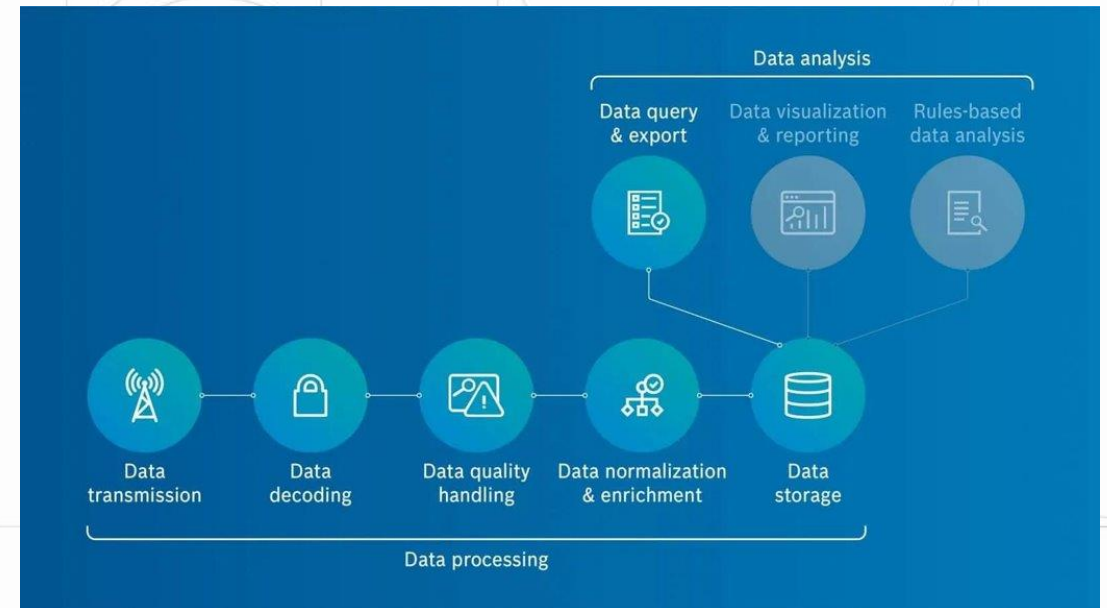 Data analysis
Data query
& export
Data visualization
& reporting
Rules-based
data analysis
Data
transmission
Data
decoding
Data quality
handling
Data normalization
& enrichment
Data
storage
Data processing